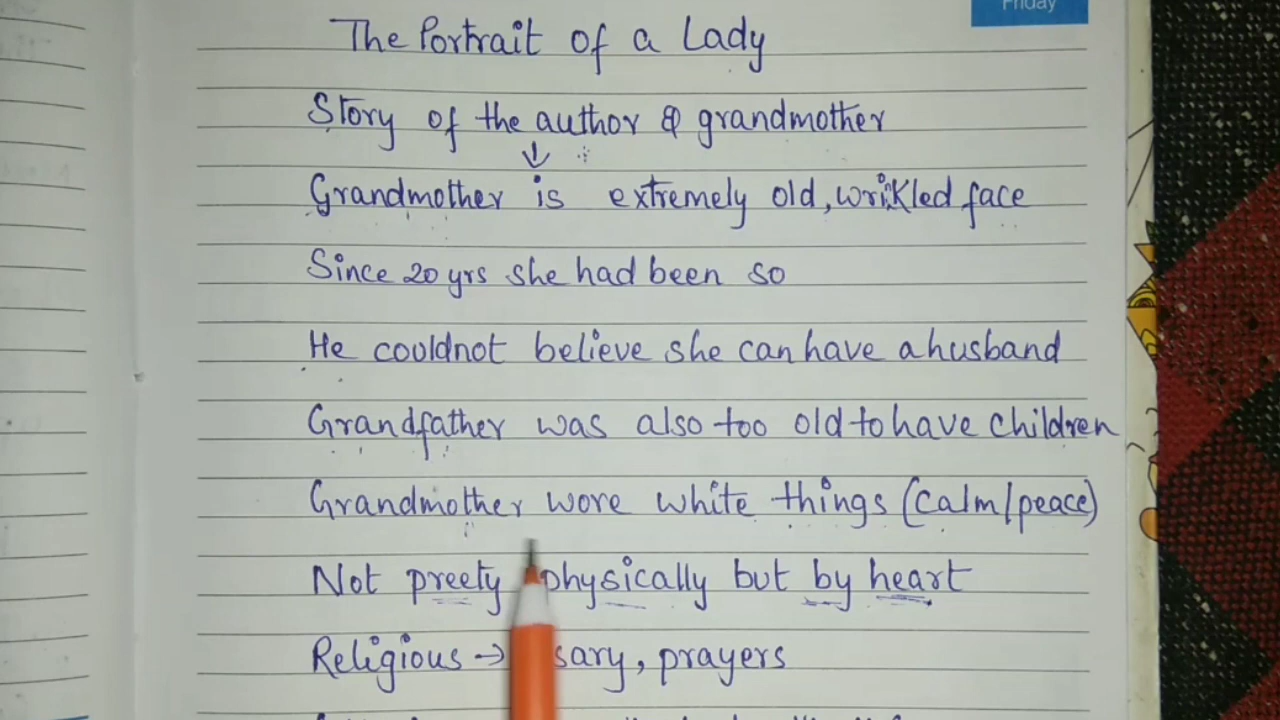 Friday
The Portrait of a Lady
Story of the author & grandmother
↓
Grandmother is extremely old, wrikled face
Since 20 yrs she had been so
He couldnot believe she can have a husband
Grandfather was also too old to have children
Grandmother wore white things (calm/peace)
Not preety physically but by heart
Religious → sary, prayers